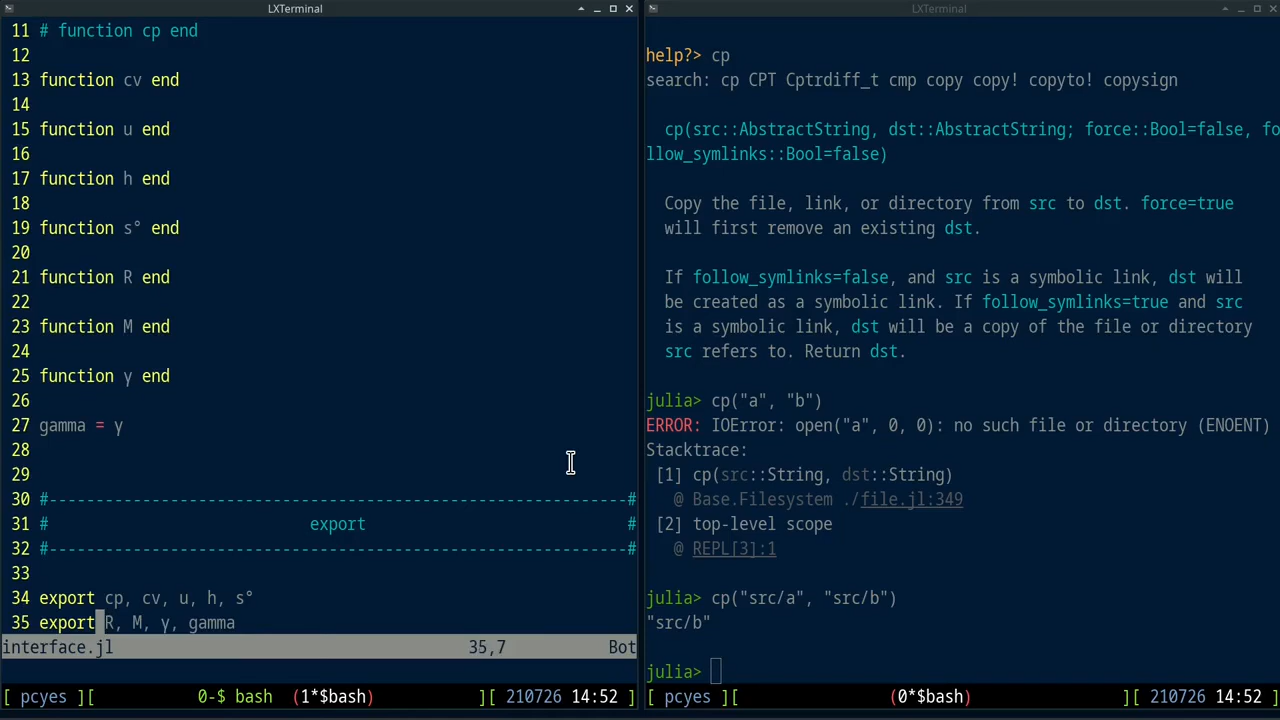 LXTerminal
11 # function cp end
12
13 function cv end
14
15 function u end
16
17 function h end
18
19 function s° end
20
21 function R end
22
23 function M end
24
25 function γ end
26
27 gamma = γ
28
29
30 #--------------------------------------------------------------#
31 # export #
32 #--------------------------------------------------------------#
33
34 export cp, cv, u, h, s°
35 export R, M, γ, gamma
interface.jl 35,7 Bot
[ pcyes ][ 0-$ bash (1*$bash) ][ 210726 14:52 ]
LXTerminal
help?> cp
search: cp CPT Cptrdiff_t cmp copy copy! copyto! copysign
cp(src::AbstractString, dst::AbstractString; force::Bool=false, fo
llow_symlinks::Bool=false)
Copy the file, link, or directory from src to dst. force=true
will first remove an existing dst.
If follow_symlinks=false, and src is a symbolic link, dst will
be created as a symbolic link. If follow_symlinks=true and src
is a symbolic link, dst will be a copy of the file or directory
src refers to. Return dst.
julia> cp("a", "b")
ERROR: IOError: open("a", 0, 0): no such file or directory (ENOENT)
Stacktrace:
[1] cp(src::String, dst::String)
@ Base.Filesystem ./file.jl:349
[2] top-level scope
@ REPL[3]:1
julia> cp("src/a", "src/b")
"src/b"
julia>
[ pcyes ][ (0*$bash) ][ 210726 14:52 ]